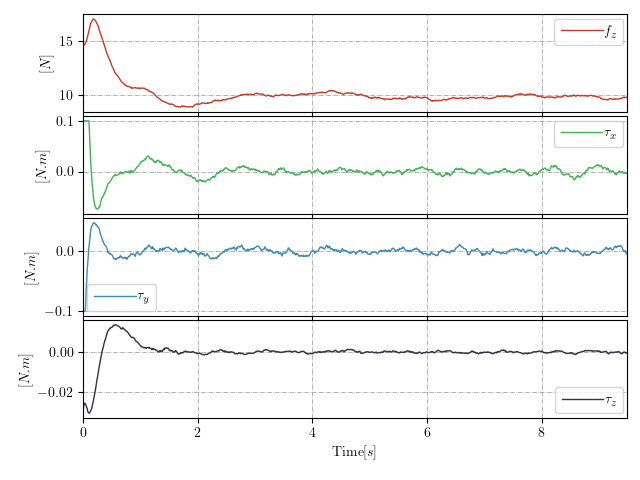 15
10
[N]
f_z
0.1
0.0
[N.m]
τ_x
0.0
−0.1
[N.m]
τ_y
0.00
−0.02
[N.m]
τ_z
0 2 4 6 8
Time[s]